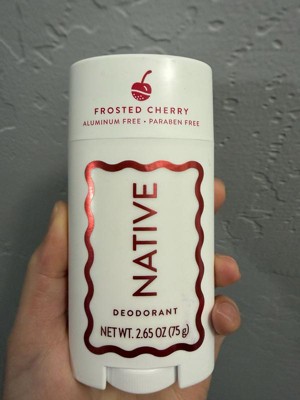 FROSTED CHERRY
ALUMINUM FREE • PARABEN FREE
NATIVE
DEODORANT
NET WT. 2.65 OZ (75 g)